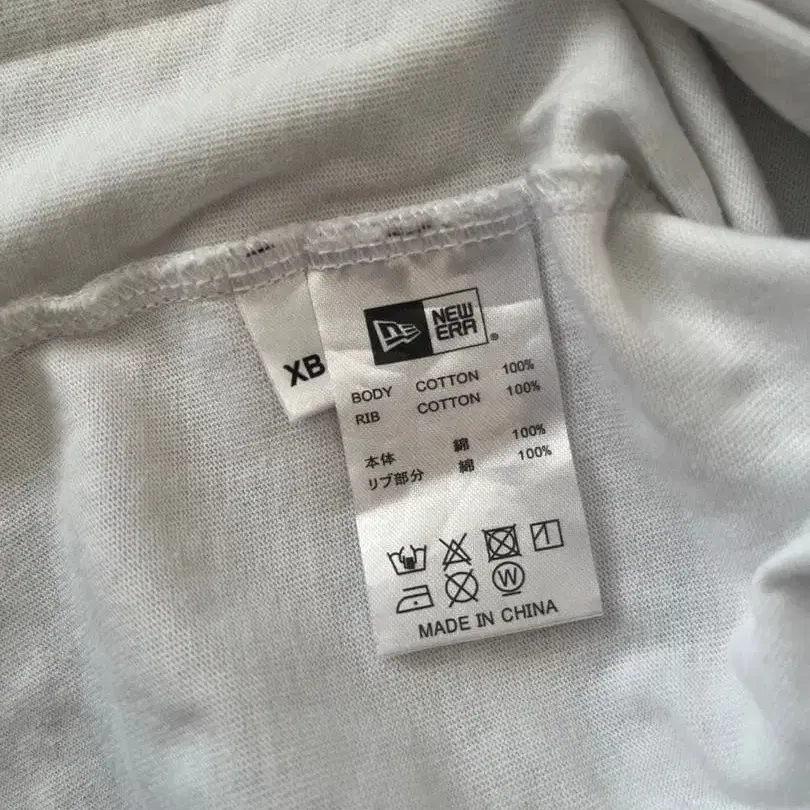 NEW
ERA
XB
BODY COTTON 100%
RIB COTTON 100%
本体 綿 100%
リブ部分 綿 100%
W
MADE IN CHINA